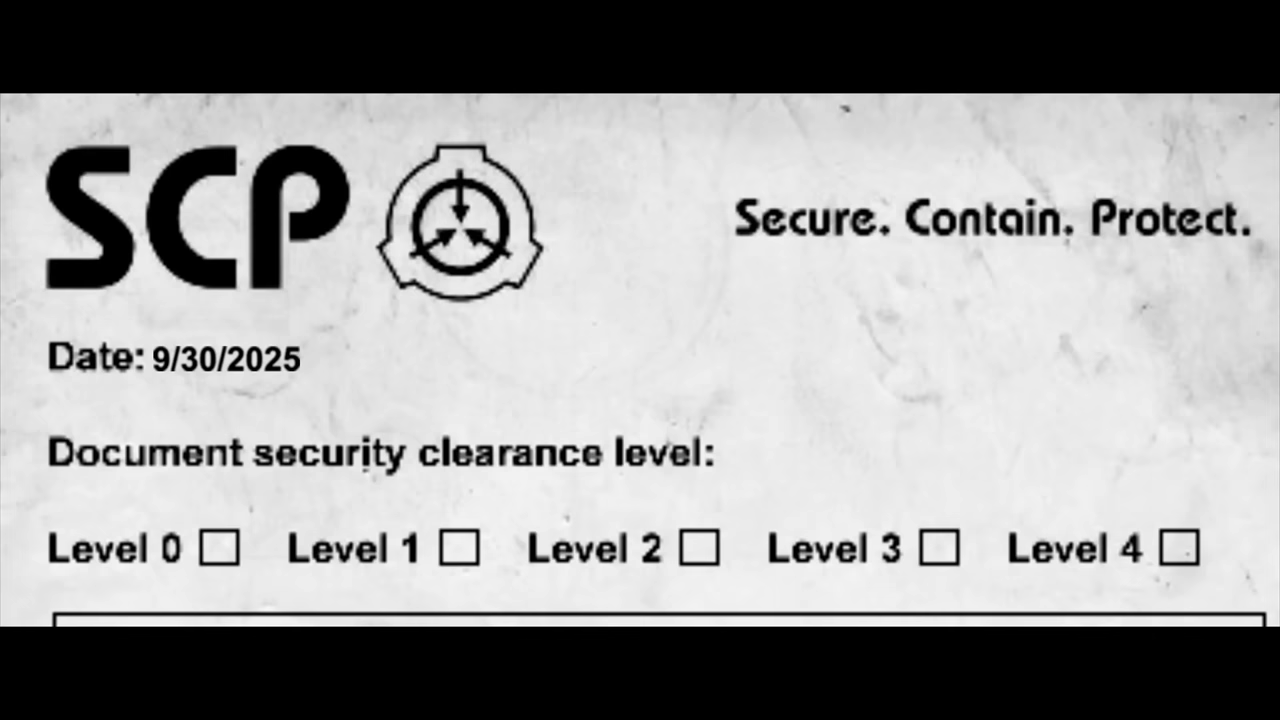 SCP Secure. Contain. Protect.
Date: 9/30/2025
Document security clearance level:
Level 0 Level 1 Level 2 Level 3 Level 4